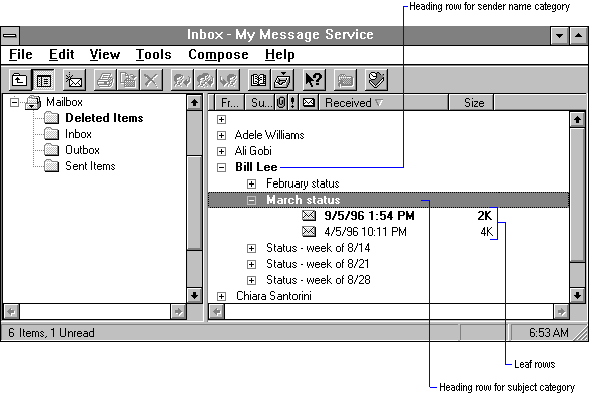 Heading row for sender name category
Inbox - My Message Service
File Edit View Tools Compose Help
Mailbox
Deleted Items
Inbox
Outbox
Sent Items
Fr... Su... ! Received Size
Adele Williams
Ali Gobi
Bill Lee
February status
March status
9/5/96 1:54 PM 2K
4/5/96 10:11 PM 4K
Status - week of 8/14
Status - week of 8/21
Status - week of 8/28
Chiara Santorini
6 Items, 1 Unread 6:53 AM
Leaf rows
Heading row for subject category